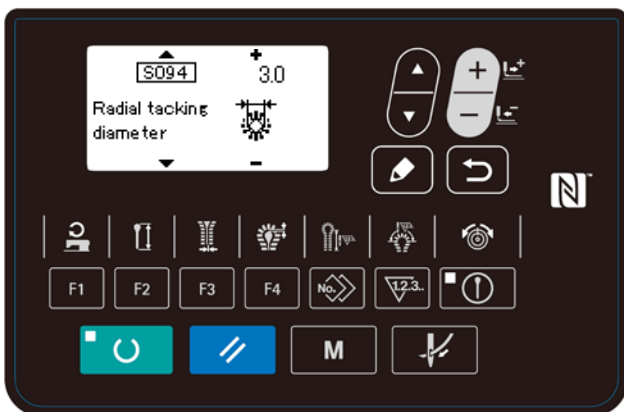 S094
+
3.0
Radial tacking
diameter
-
+
-
N
F1
F2
F3
F4
No.
1.2.3..
M